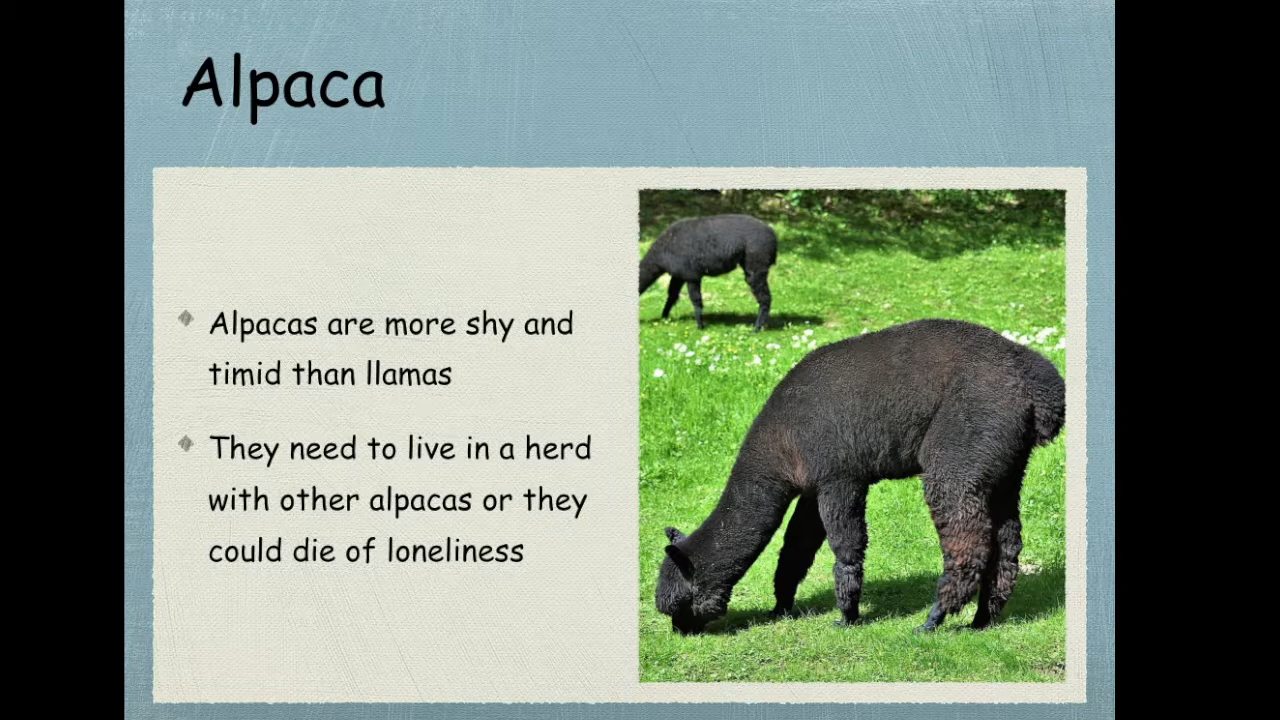 Alpaca
Alpacas are more shy and
timid than llamas
They need to live in a herd
with other alpacas or they
could die of loneliness